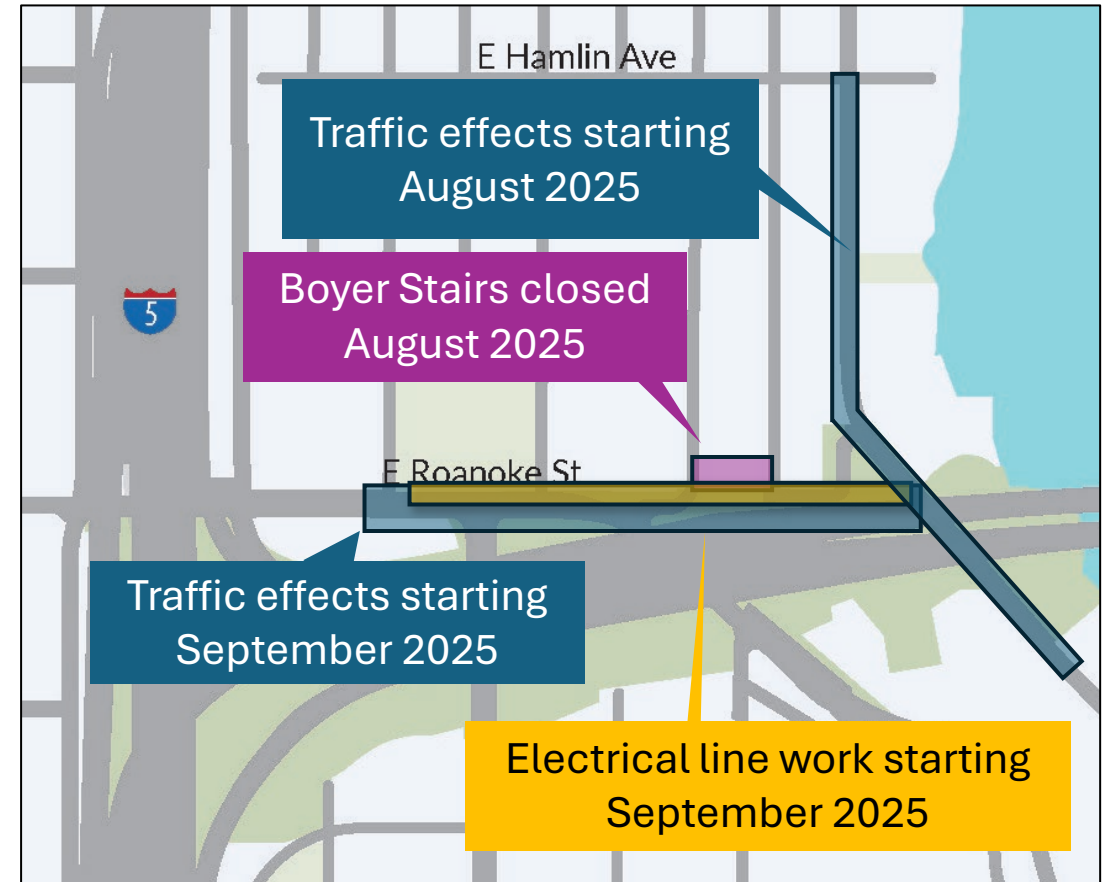 E Hamlin Ave
Traffic effects starting
August 2025
Boyer Stairs closed
August 2025
5
E Roanoke St
Traffic effects starting
September 2025
Electrical line work starting
September 2025